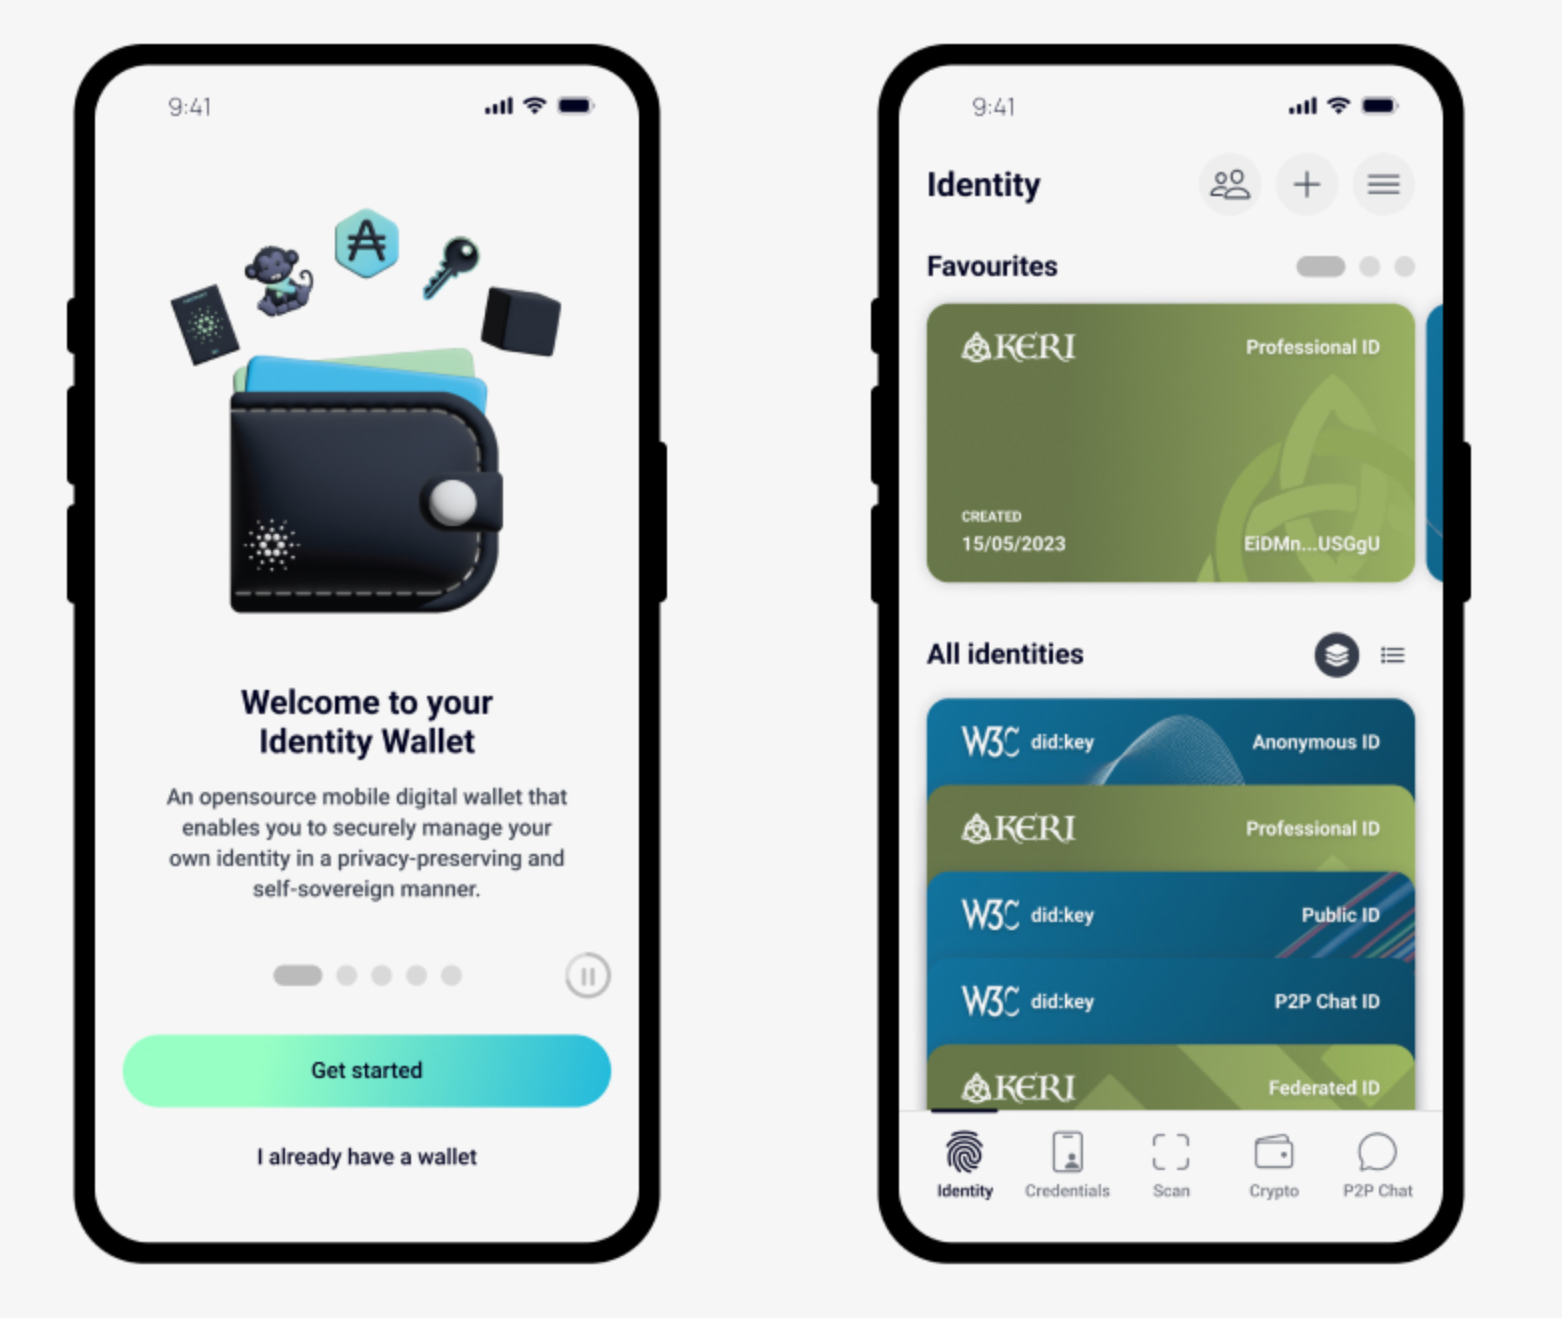 9:41
Welcome to your
Identity Wallet
An opensource mobile digital wallet that
enables you to securely manage your
own identity in a privacy-preserving and
self-sovereign manner.
Get started
I already have a wallet
9:41
Identity
Favourites
KERI Professional ID
CREATED
15/05/2023 EiDMn...USGgU
All identities
W3C did:key Anonymous ID
KERI Professional ID
W3C did:key Public ID
W3C did:key P2P Chat ID
KERI Federated ID
Identity Credentials Scan Crypto P2P Chat